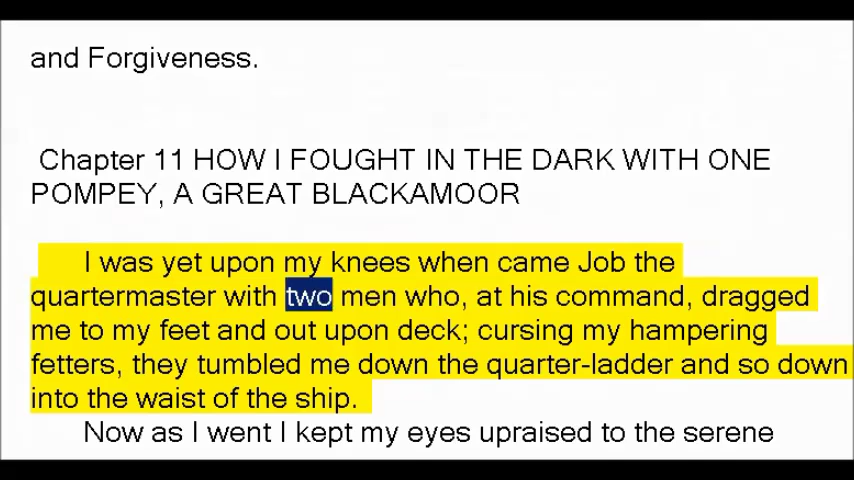 and Forgiveness.
Chapter 11 HOW I FOUGHT IN THE DARK WITH ONE
POMPEY, A GREAT BLACKAMOOR
I was yet upon my knees when came Job the
quartermaster with two men who, at his command, dragged
me to my feet and out upon deck; cursing my hampering
fetters, they tumbled me down the quarter-ladder and so down
into the waist of the ship.
Now as I went I kept my eyes upraised to the serene